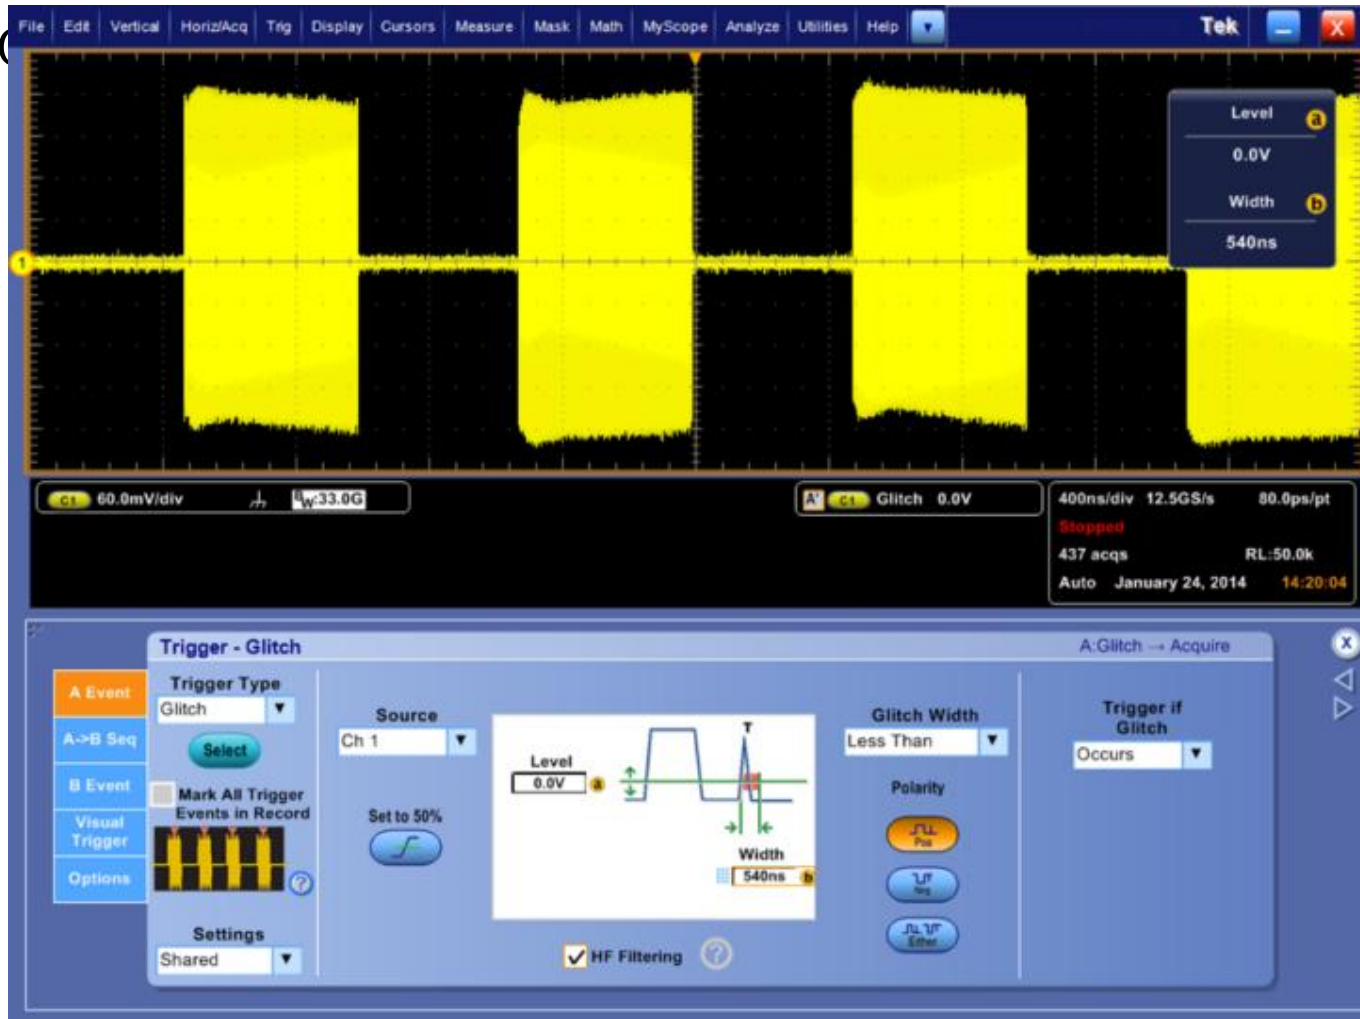 File Edit Vertical Horiz/Acq Trig Display Cursors Measure Mask Math MyScope Analyze Utilities Help Tek X
Level a
0.0V
Width b
540ns
1
C1 60.0mV/div BW:33.0G
A' C1 Glitch 0.0V
400ns/div 12.5GS/s 80.0ps/pt
Stopped
437 acqs RL:50.0k
Auto January 24, 2014 14:20:04
Trigger - Glitch
A:Glitch → Acquire
X
A Event
A->B Seq
B Event
Visual
Trigger
Options
Trigger Type
Glitch
Select
Mark All Trigger
Events in Record
?
Settings
Shared
Source
Ch 1
Set to 50%
Level
0.0V a
T
Width
540ns b
HF Filtering ?
Glitch Width
Less Than
Polarity
Pos
Neg
Either
Trigger if
Glitch
Occurs